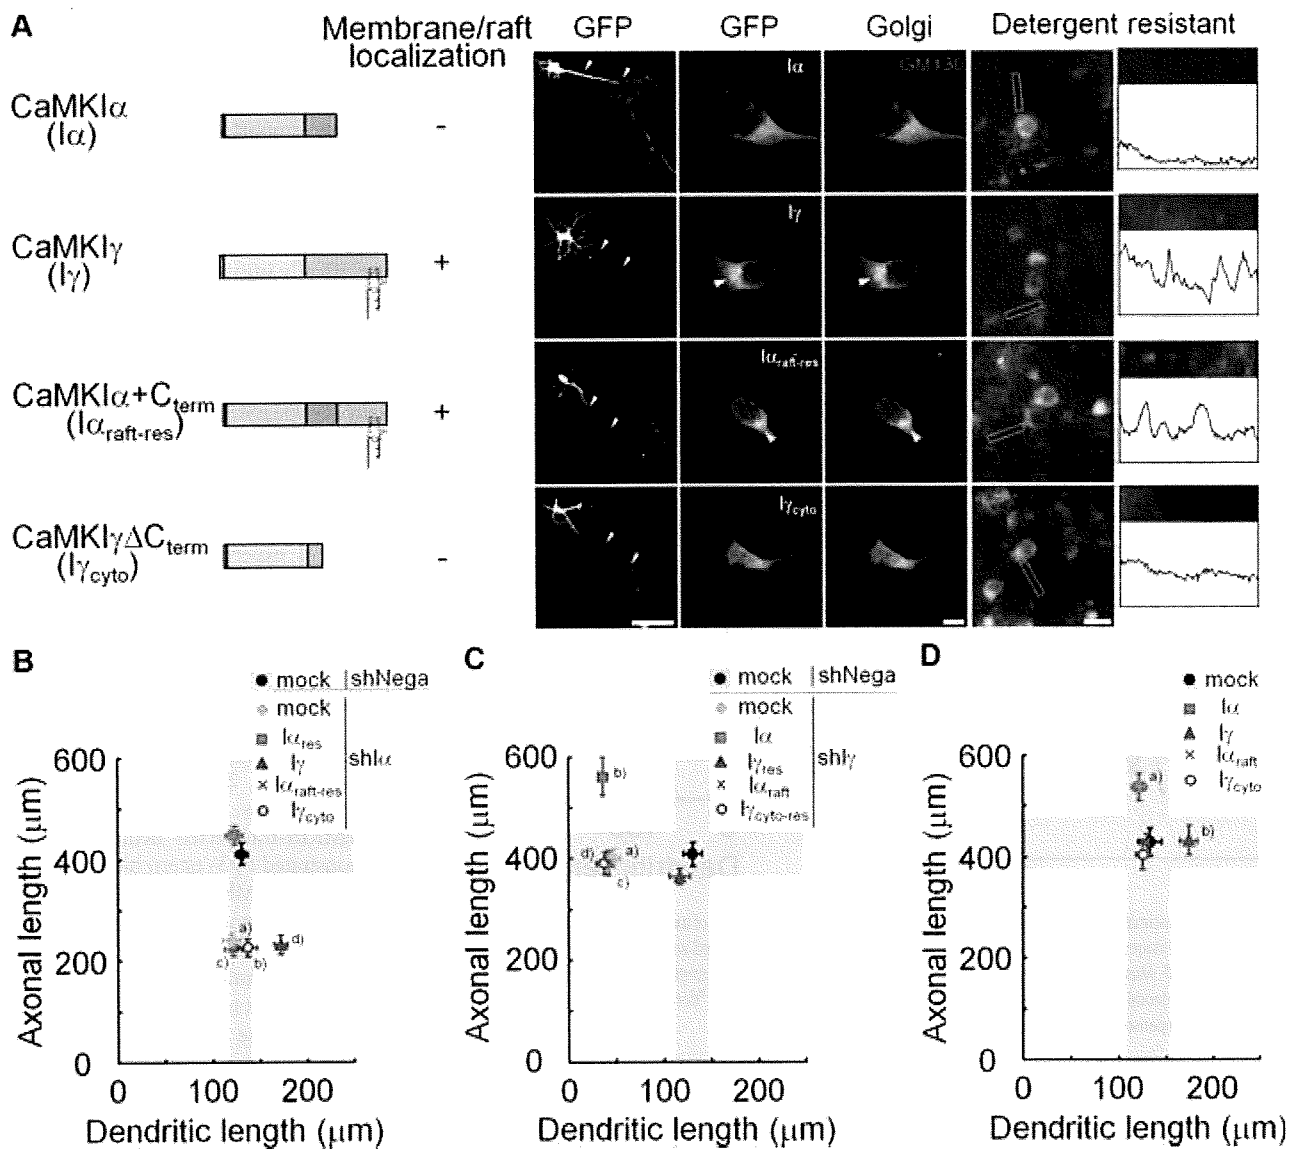 A
Membrane/raft
localization
GFP
GFP
Golgi
Detergent resistant
CaMKIα
(Iα)
-
Iα
GM130
CaMKIγ
(Iγ)
+
Iγ
CaMKIα+Cterm
(Iαraft-res)
+
Iαraft-res
CaMKIγΔCterm
(Iγcyto)
-
Iγcyto
B
mock shNega
mock
Iαres
Iγ
Iαraft-res
Iγcyto
shIα
600
400
200
0
Axonal length (μm)
a)
c)
b)
d)
0 100 200
Dendritic length (μm)
C
mock shNega
mock
Iα
Iγres
Iαraft
Iγcyto-res
shIγ
600
400
200
0
Axonal length (μm)
b)
d)
a)
c)
0 100 200
Dendritic length (μm)
D
mock
Iα
Iγ
Iαraft
Iγcyto
600
400
200
0
Axonal length (μm)
a)
b)
0 100 200
Dendritic length (μm)